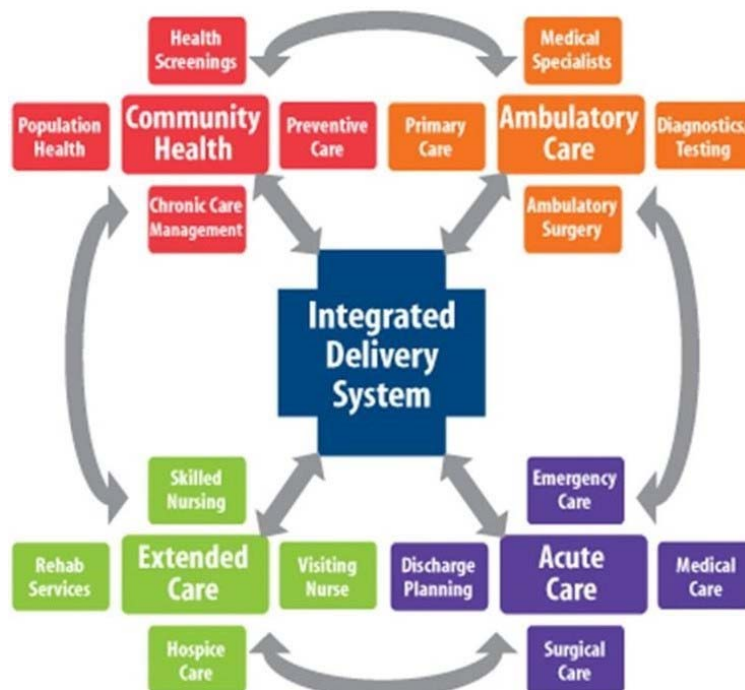 Health
Screenings
Medical
Specialists
Population
Health
Community
Health
Preventive
Care
Primary
Care
Ambulatory
Care
Diagnostics
Testing
Chronic Care
Management
Ambulatory
Surgery
Integrated
Delivery
System
Skilled
Nursing
Emergency
Care
Rehab
Services
Extended
Care
Visiting
Nurse
Discharge
Planning
Acute
Care
Medical
Care
Hospice
Care
Surgical
Care